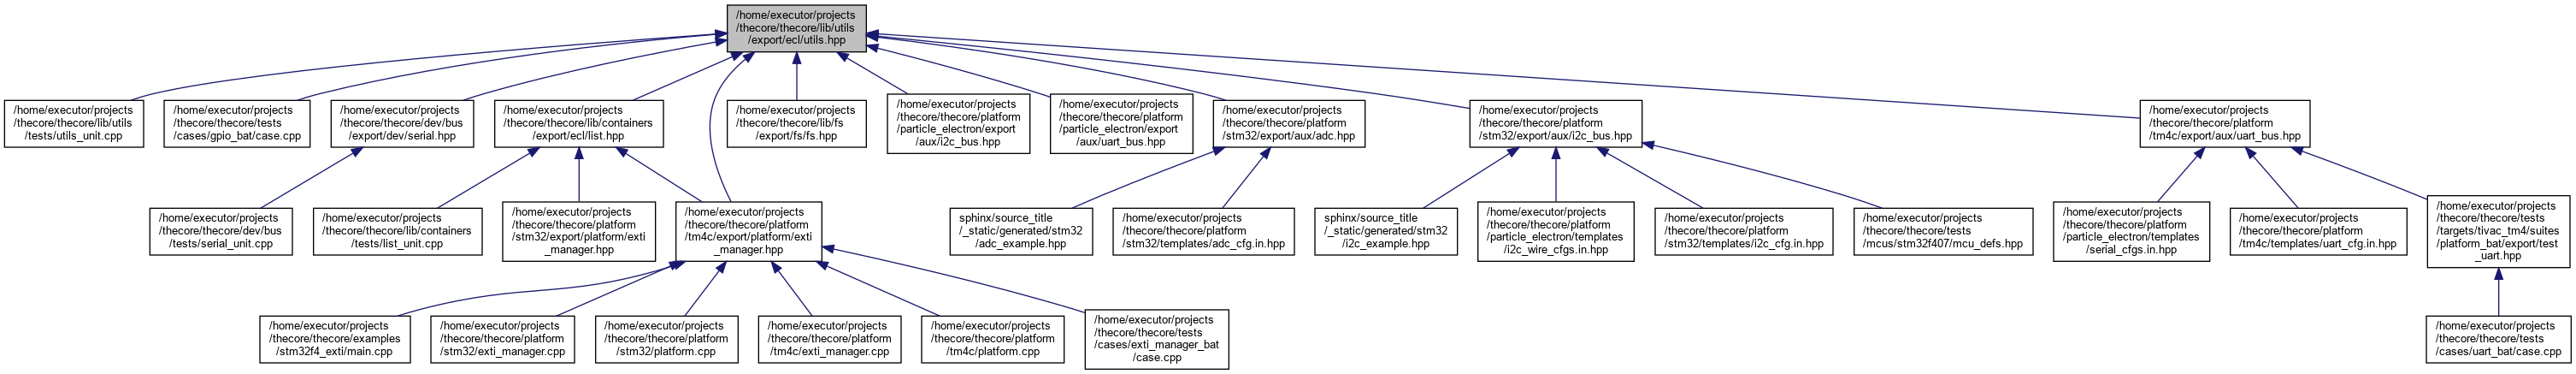 /home/executor/projects
/thecore/thecore/lib/utils
/export/ecl/utils.hpp
/home/executor/projects
/thecore/thecore/lib/utils
/tests/utils_unit.cpp
/home/executor/projects
/thecore/thecore/tests
/cases/gpio_bat/case.cpp
/home/executor/projects
/thecore/thecore/dev/bus
/export/dev/serial.hpp
/home/executor/projects
/thecore/thecore/lib/containers
/export/ecl/list.hpp
/home/executor/projects
/thecore/thecore/lib/fs
/export/fs/fs.hpp
/home/executor/projects
/thecore/thecore/platform
/particle_electron/export
/aux/i2c_bus.hpp
/home/executor/projects
/thecore/thecore/platform
/particle_electron/export
/aux/uart_bus.hpp
/home/executor/projects
/thecore/thecore/platform
/stm32/export/aux/adc.hpp
/home/executor/projects
/thecore/thecore/platform
/stm32/export/aux/i2c_bus.hpp
/home/executor/projects
/thecore/thecore/platform
/tm4c/export/aux/uart_bus.hpp
/home/executor/projects
/thecore/thecore/dev/bus
/tests/serial_unit.cpp
/home/executor/projects
/thecore/thecore/lib/containers
/tests/list_unit.cpp
/home/executor/projects
/thecore/thecore/platform
/stm32/export/platform/exti
_manager.hpp
/home/executor/projects
/thecore/thecore/platform
/tm4c/export/platform/exti
_manager.hpp
sphinx/source_title
/_static/generated/stm32
/adc_example.hpp
/home/executor/projects
/thecore/thecore/platform
/stm32/templates/adc_cfg.in.hpp
sphinx/source_title
/_static/generated/stm32
/i2c_example.hpp
/home/executor/projects
/thecore/thecore/platform
/particle_electron/templates
/i2c_wire_cfgs.in.hpp
/home/executor/projects
/thecore/thecore/platform
/stm32/templates/i2c_cfg.in.hpp
/home/executor/projects
/thecore/thecore/tests
/mcus/stm32f407/mcu_defs.hpp
/home/executor/projects
/thecore/thecore/platform
/particle_electron/templates
/serial_cfgs.in.hpp
/home/executor/projects
/thecore/thecore/platform
/tm4c/templates/uart_cfg.in.hpp
/home/executor/projects
/thecore/thecore/tests
/targets/tivac_tm4/suites
/platform_bat/export/test
_uart.hpp
/home/executor/projects
/thecore/thecore/examples
/stm32f4_exti/main.cpp
/home/executor/projects
/thecore/thecore/platform
/stm32/exti_manager.cpp
/home/executor/projects
/thecore/thecore/platform
/stm32/platform.cpp
/home/executor/projects
/thecore/thecore/platform
/tm4c/exti_manager.cpp
/home/executor/projects
/thecore/thecore/platform
/tm4c/platform.cpp
/home/executor/projects
/thecore/thecore/tests
/cases/exti_manager_bat
/case.cpp
/home/executor/projects
/thecore/thecore/tests
/cases/uart_bat/case.cpp